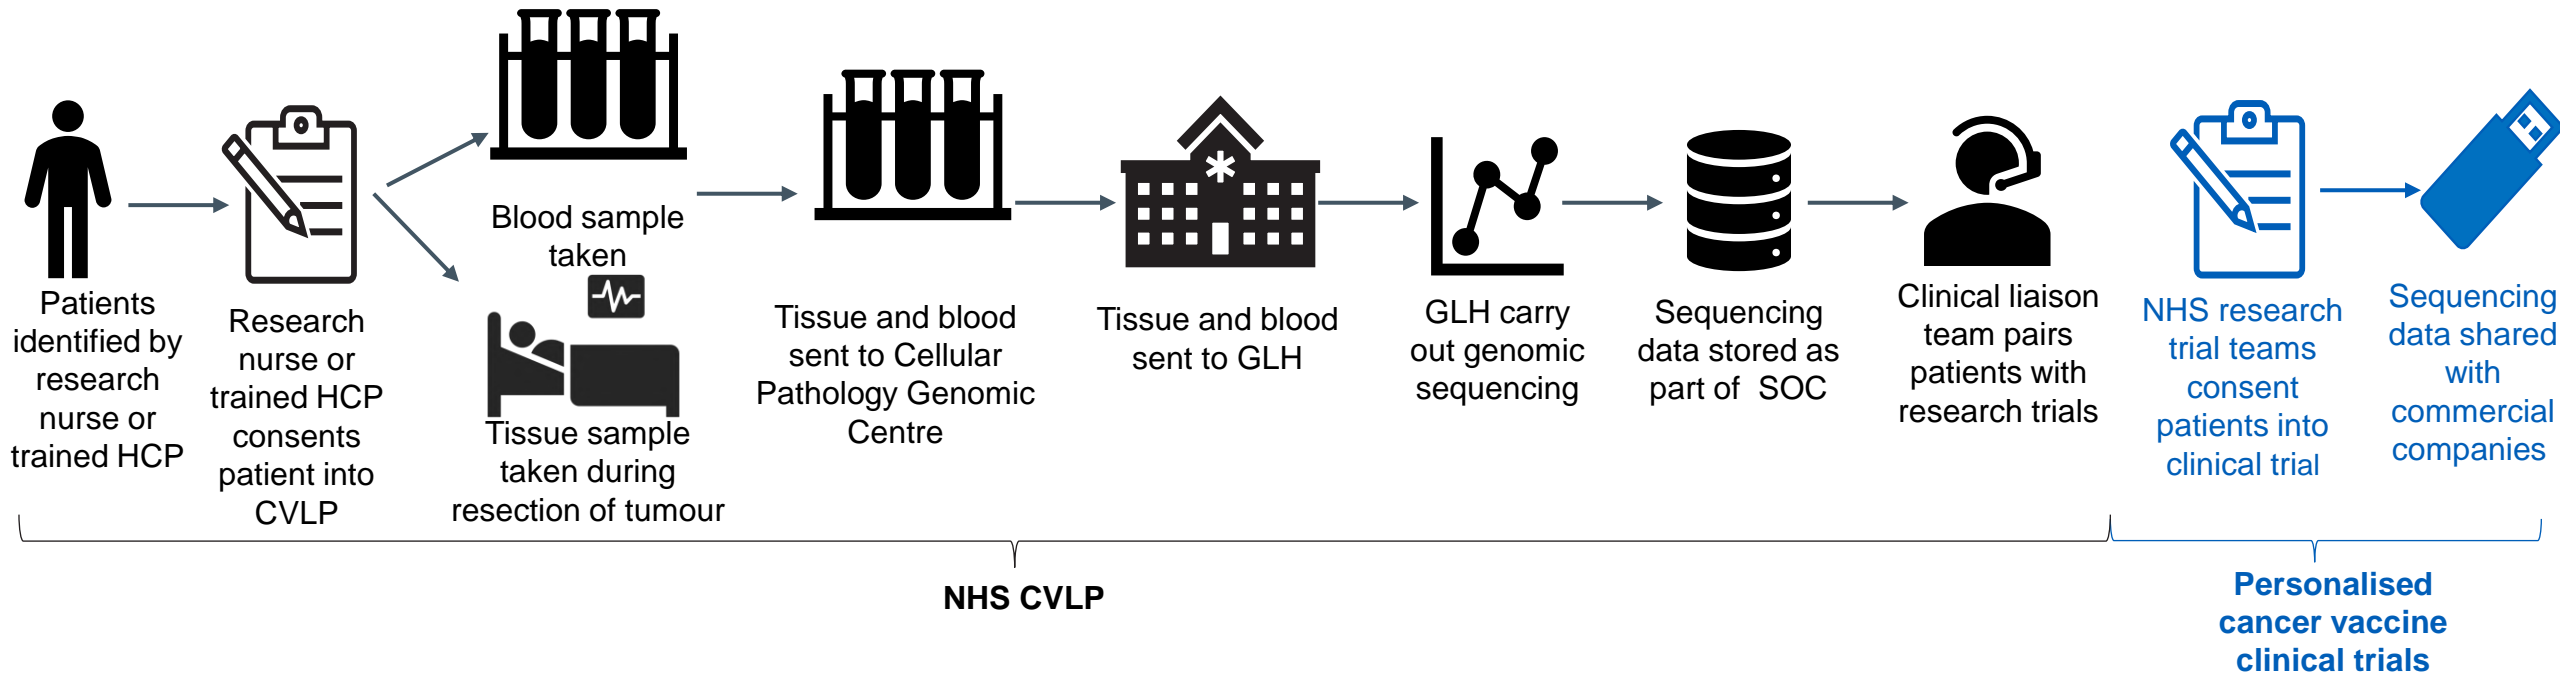 Patients
identified by
research
nurse or
trained HCP
Research
nurse or
trained HCP
consents
patient into
CVLP
Blood sample
taken
Tissue sample
taken during
resection of tumour
Tissue and blood
sent to Cellular
Pathology Genomic
Centre
Tissue and blood
sent to GLH
GLH carry
out genomic
sequencing
Sequencing
data stored as
part of  SOC
Clinical liaison
team pairs
patients with
research trials
NHS research
trial teams
consent
patients into
clinical trial
Sequencing
data shared
with
commercial
companies
NHS CVLP
Personalised
cancer vaccine
clinical trials